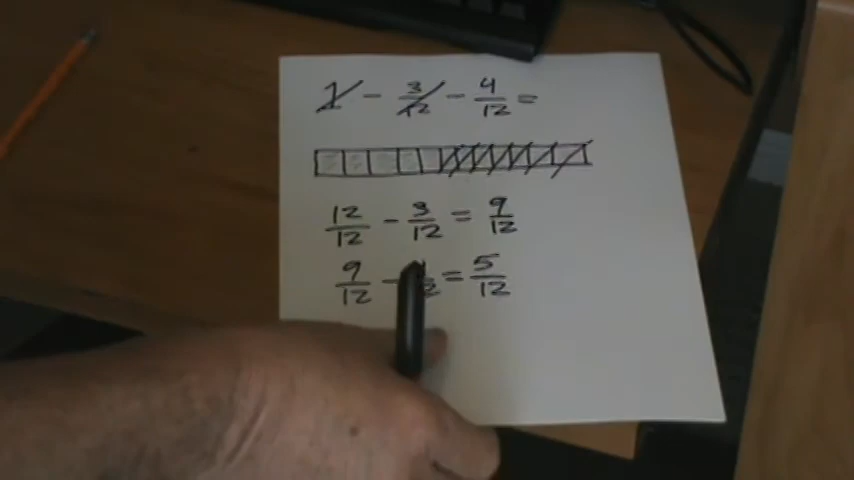 1 - 3/12 - 4/12 =
12/12 - 3/12 = 9/12
9/12 - = 5/12